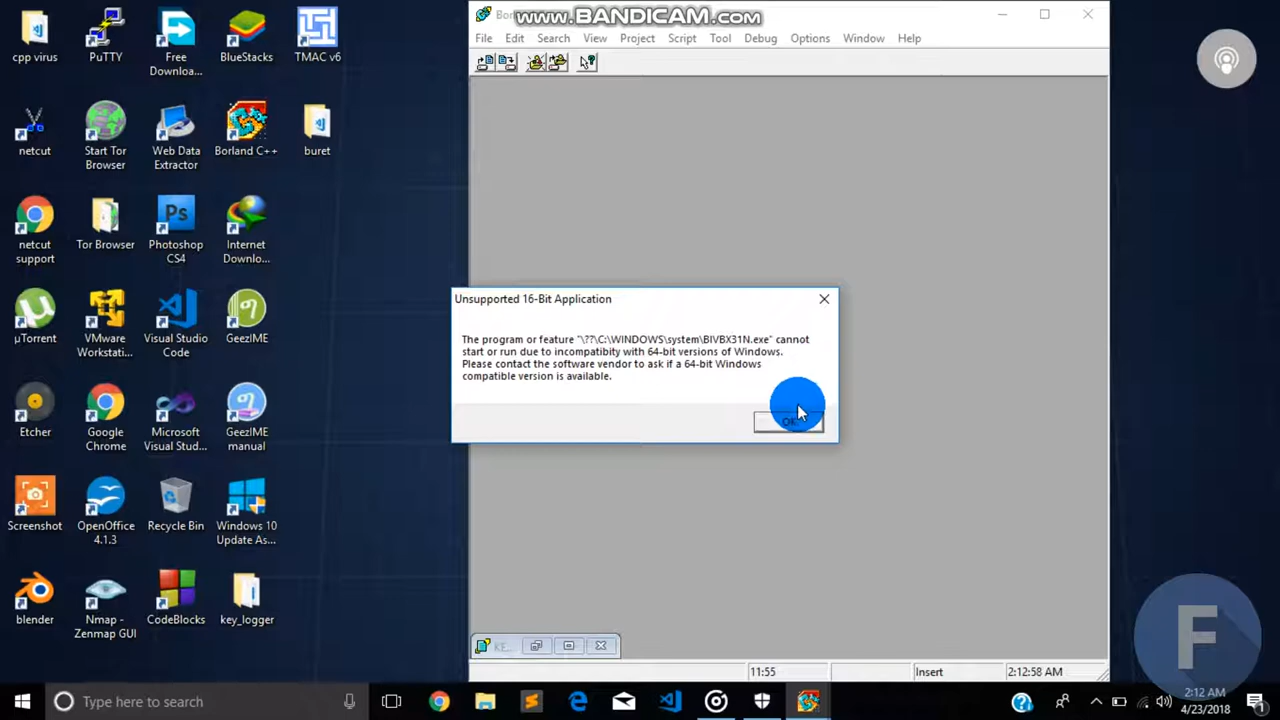 www.BANDICAM.com
File Edit Search View Project Script Tool Debug Options Window Help
cpp virus
PuTTY
Free
Downloa...
BlueStacks
TMAC v6
netcut
Start Tor
Browser
Web Data
Extractor
Borland C++
buret
netcut
support
Tor Browser
Photoshop
CS4
Internet
Downlo...
µTorrent
VMware
Workstati...
Visual Studio
Code
GeezIME
Etcher
Google
Chrome
Microsoft
Visual Stud...
GeezIME
manual
Screenshot
OpenOffice
4.1.3
Recycle Bin
Windows 10
Update As...
blender
Nmap -
Zenmap GUI
CodeBlocks
key_logger
Unsupported 16-Bit Application
The program or feature "\??\C:\WINDOWS\system\BIVBX31N.exe" cannot
start or run due to incompatibity with 64-bit versions of Windows.
Please contact the software vendor to ask if a 64-bit Windows
compatible version is available.
OK
KE...
11:55 Insert 2:12:58 AM
F
Type here to search
2:12 AM
4/23/2018